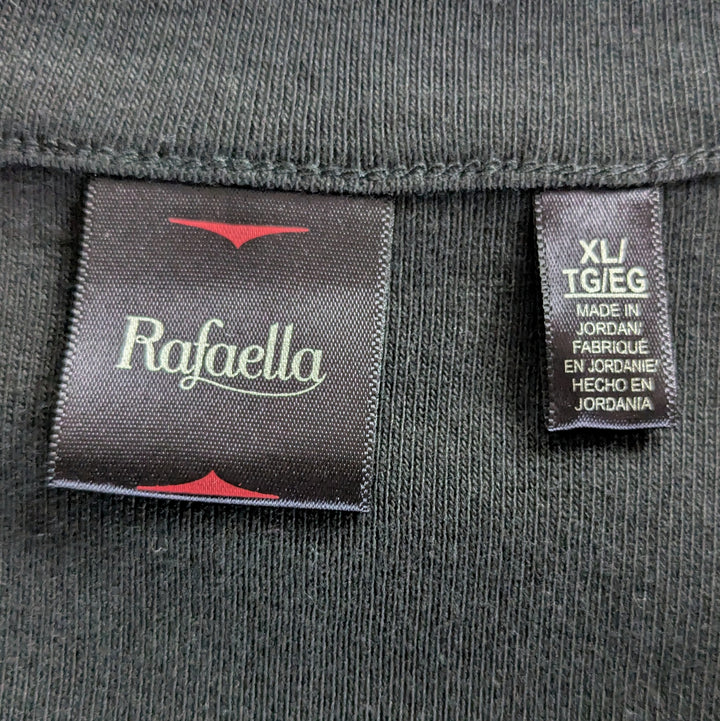 Rafaella
XL/
TG/EG
MADE IN
JORDAN/
FABRIQUÉ
EN JORDANIE/
HECHO EN
JORDANIA